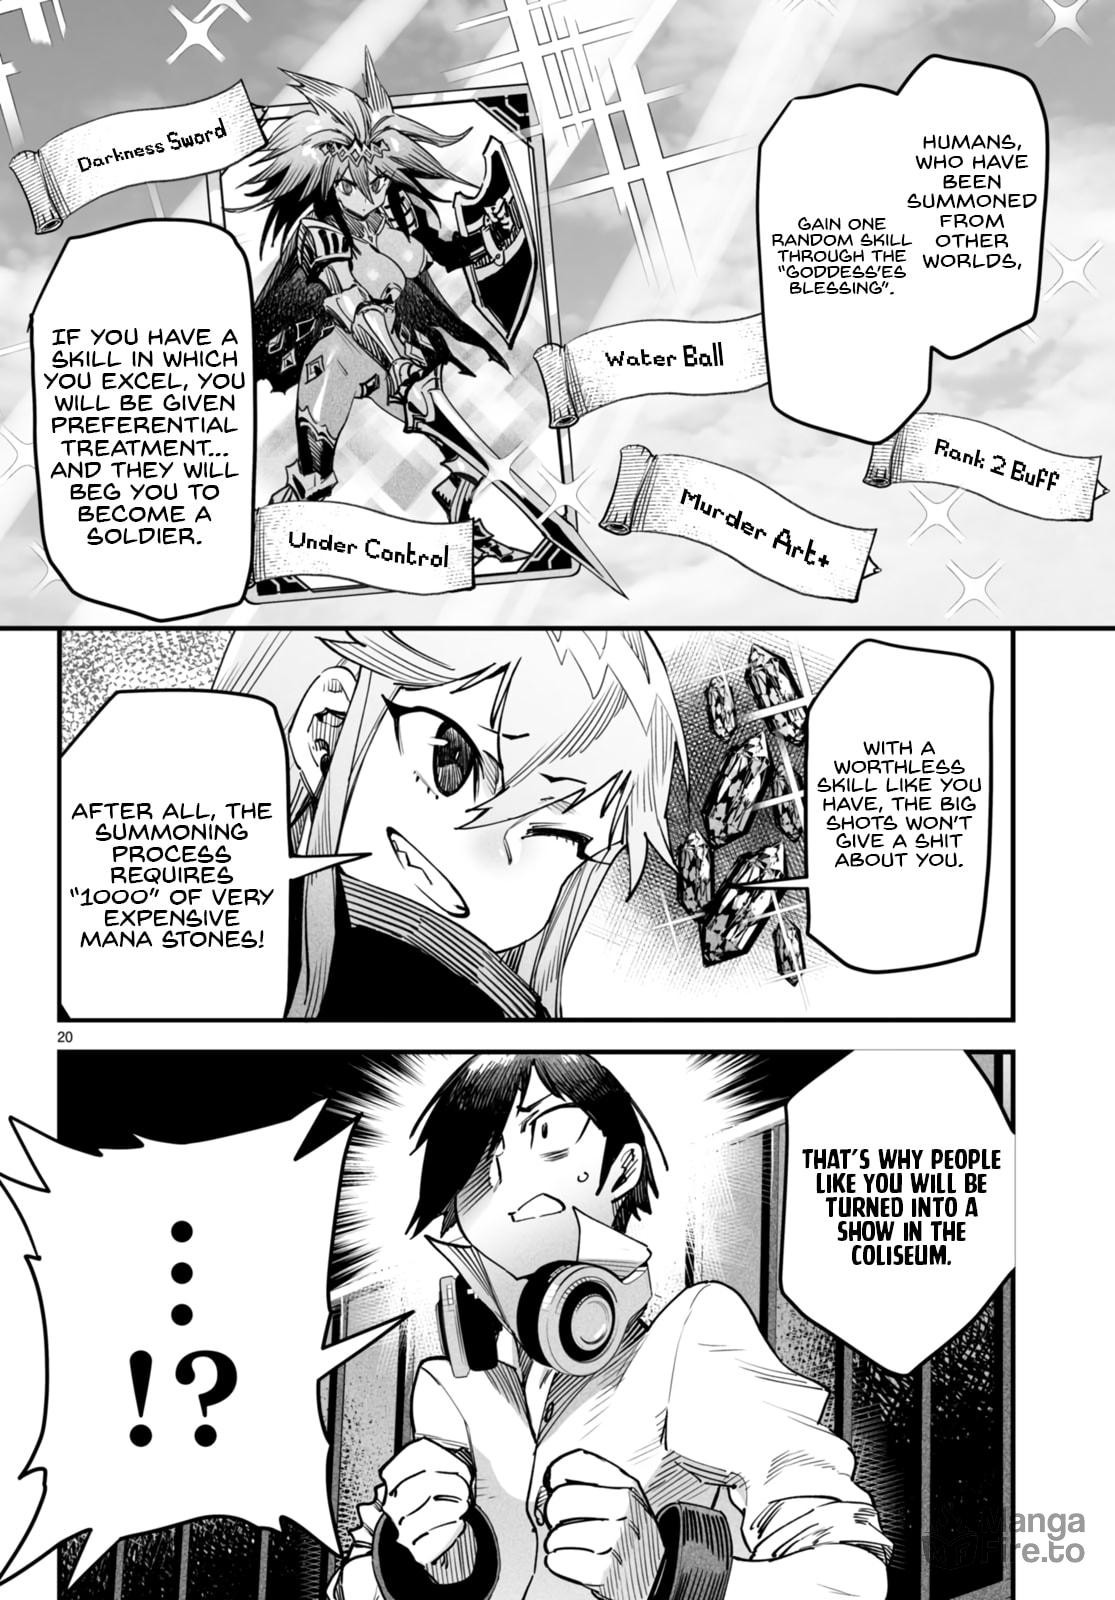 HUMANS,
WHO HAVE
BEEN
SUMMONED
FROM
OTHER
WORLDS,
GAIN ONE
RANDOM SKILL
THROUGH THE
"GODDESS'ES
BLESSING".
Darkness Sword
Water Ball
Rank 2 Buff
Murder Art+
Under Control
IF YOU HAVE A
SKILL IN WHICH
YOU EXCEL, YOU
WILL BE GIVEN
PREFERENTIAL
TREATMENT...
AND THEY WILL
BEG YOU TO
BECOME A
SOLDIER.
WITH A
WORTHLESS
SKILL LIKE YOU
HAVE, THE BIG
SHOTS WON'T
GIVE A SHIT
ABOUT YOU.
AFTER ALL, THE
SUMMONING
PROCESS
REQUIRES
"1000" OF VERY
EXPENSIVE
MANA STONES!
20
THAT'S WHY PEOPLE
LIKE YOU WILL BE
TURNED INTO A
SHOW IN THE
COLISEUM.
...
!?
Manga
Fire.to